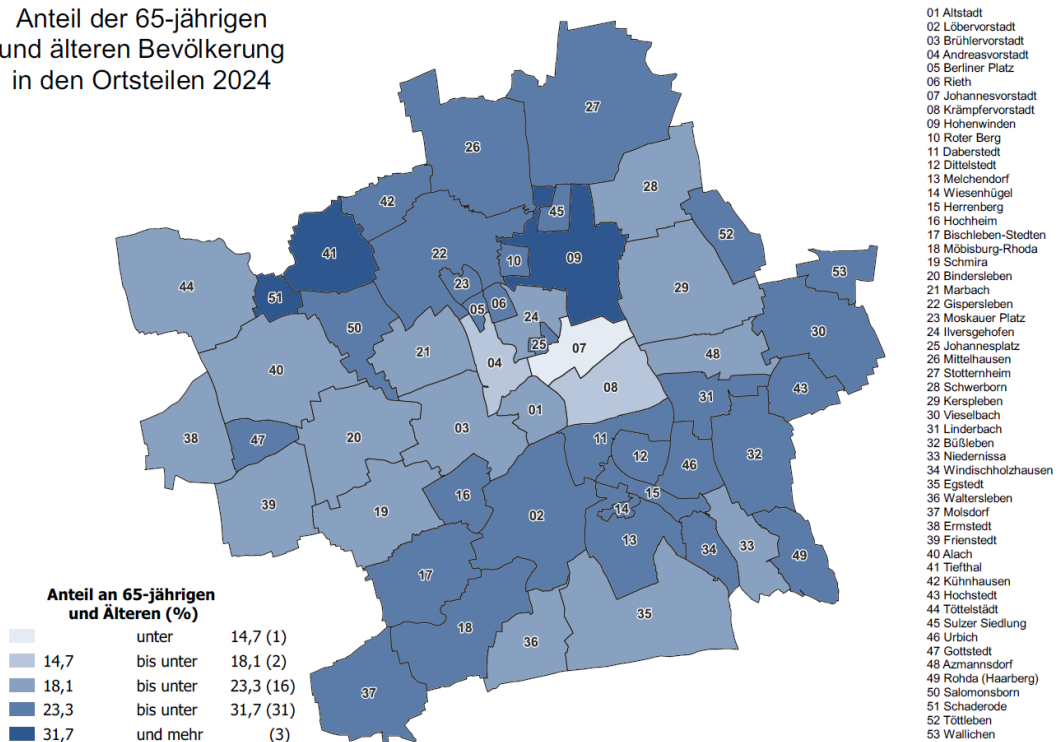 Anteil der 65-jährigen
und älteren Bevölkerung
in den Ortsteilen 2024
01 Altstadt
02 Löbervorstadt
03 Brühlervorstadt
04 Andreasvorstadt
05 Berliner Platz
06 Rieth
07 Johannesvorstadt
08 Krämpfervorstadt
09 Hohenwinden
10 Roter Berg
11 Daberstedt
12 Dittelstedt
13 Melchendorf
14 Wiesenhügel
15 Herrenberg
16 Hochheim
17 Bischleben-Stedten
18 Möbisburg-Rhoda
19 Schmira
20 Bindersleben
21 Marbach
22 Gispersleben
23 Moskauer Platz
24 Ilversgehofen
25 Johannesplatz
26 Mittelhausen
27 Stotternheim
28 Schwerborn
29 Kerspleben
30 Vieselbach
31 Linderbach
32 Büßleben
33 Niedernissa
34 Windischholzhausen
35 Egstedt
36 Waltersleben
37 Molsdorf
38 Ermstedt
39 Frienstedt
40 Alach
41 Tiefthal
42 Kühnhausen
43 Hochstedt
44 Töttelstädt
45 Sulzer Siedlung
46 Urbich
47 Gottstedt
48 Azmannsdorf
49 Rohda (Haarberg)
50 Salomonsborn
51 Schaderode
52 Töttleben
53 Wallichen
27
26
28
42
45
52
41
22
10
09
53
44
23
29
51
05
06
24
30
50
25
07
21
04
48
40
08
43
31
01
03
38
47
20
11
32
12
46
16
15
39
19
02
14
13
34
33
49
17
35
18
36
37
Anteil an 65-jährigen
und Älteren (%)
unter 14,7 (1)
14,7 bis unter 18,1 (2)
18,1 bis unter 23,3 (16)
23,3 bis unter 31,7 (31)
31,7 und mehr (3)